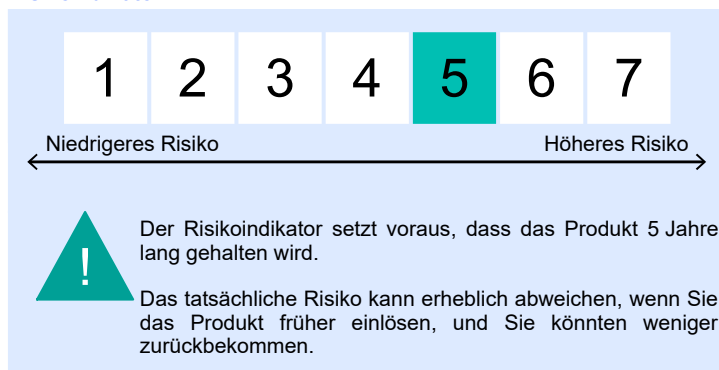 1 2 3 4 5 6 7
Niedrigeres Risiko Höheres Risiko
!
Der Risikoindikator setzt voraus, dass das Produkt 5 Jahre
lang gehalten wird.
Das tatsächliche Risiko kann erheblich abweichen, wenn Sie
das Produkt früher einlösen, und Sie könnten weniger
zurückbekommen.